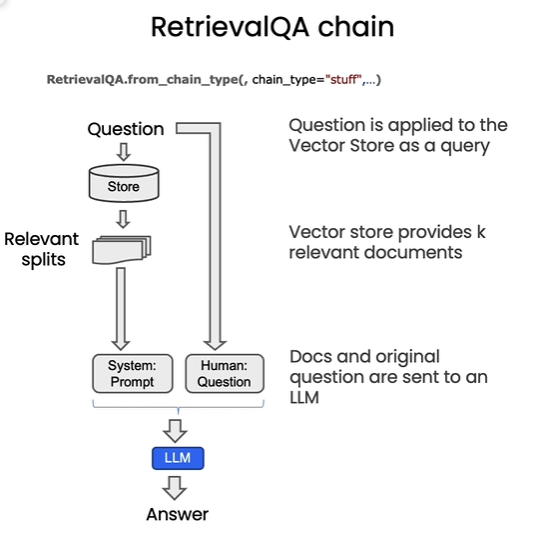 RetrievalQA chain
RetrievalQA.from_chain_type(, chain_type="stuff",...)
Question
Question is applied to the
Vector Store as a query
Store
Relevant
splits
Vector store provides k
relevant documents
System:
Prompt
Human:
Question
Docs and original
question are sent to an
LLM
LLM
Answer